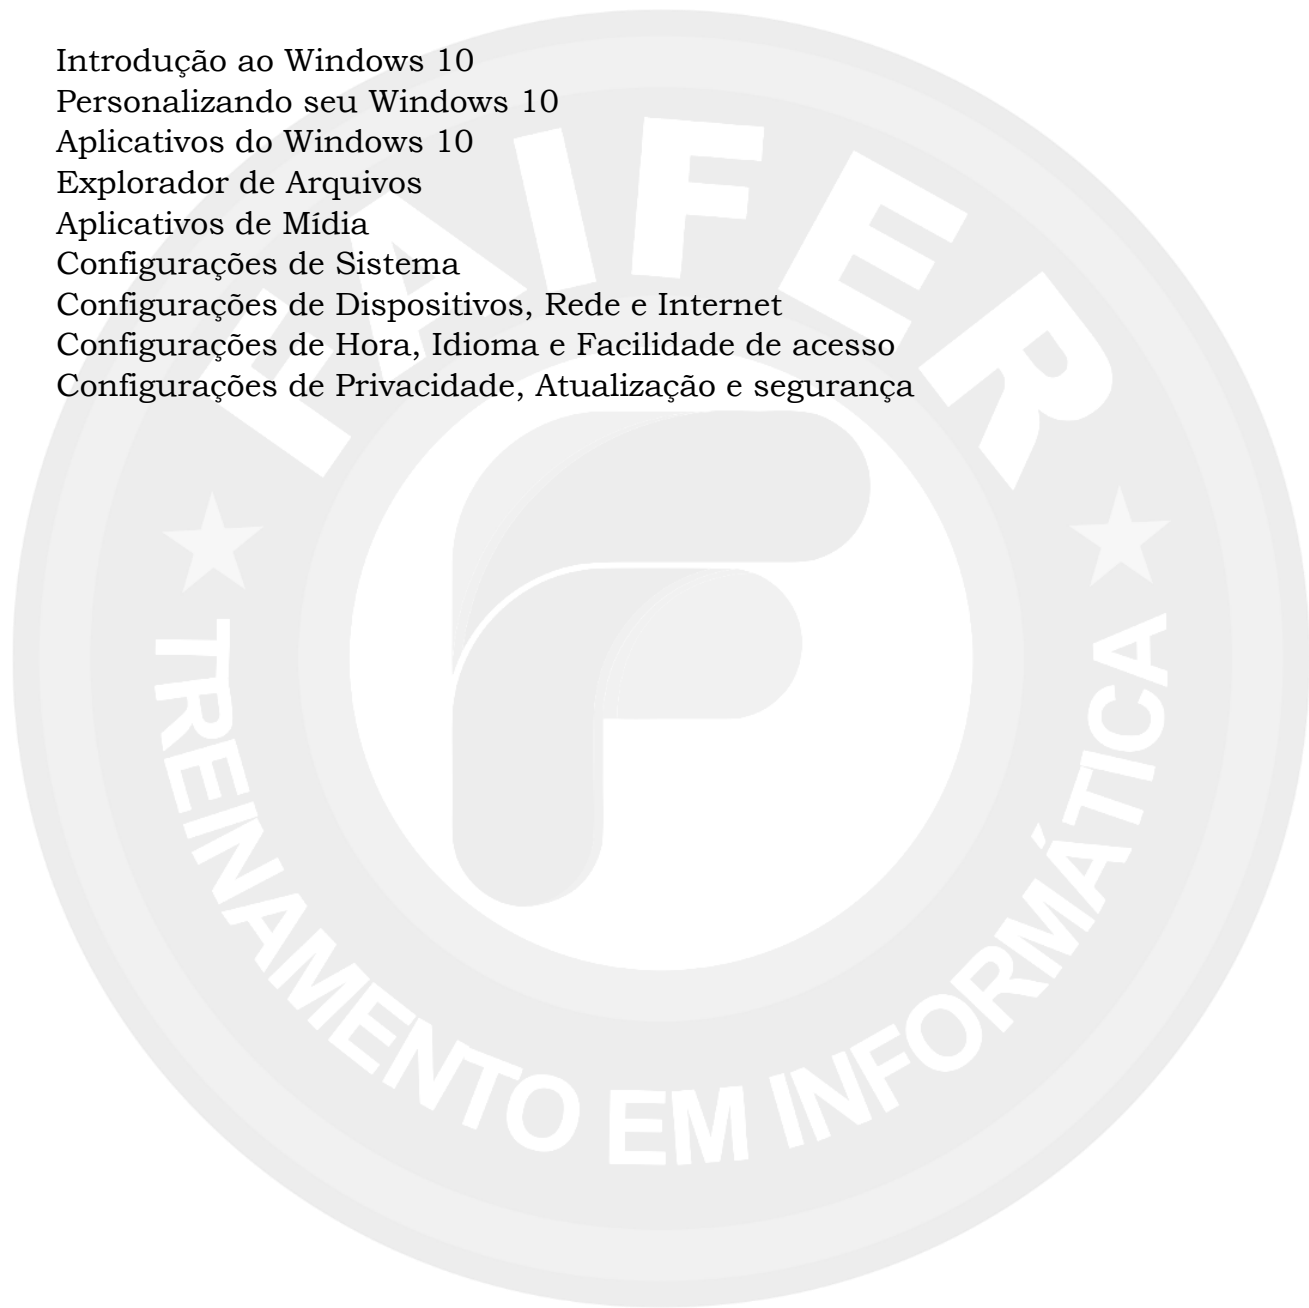 Introdução ao Windows 10
Personalizando seu Windows 10
Aplicativos do Windows 10
Explorador de Arquivos
Aplicativos de Mídia
Configurações de Sistema
Configurações de Dispositivos, Rede e Internet
Configurações de Hora, Idioma e Facilidade de acesso
Configurações de Privacidade, Atualização e segurança
FAIFER
TREINAMENTO EM INFORMÁTICA